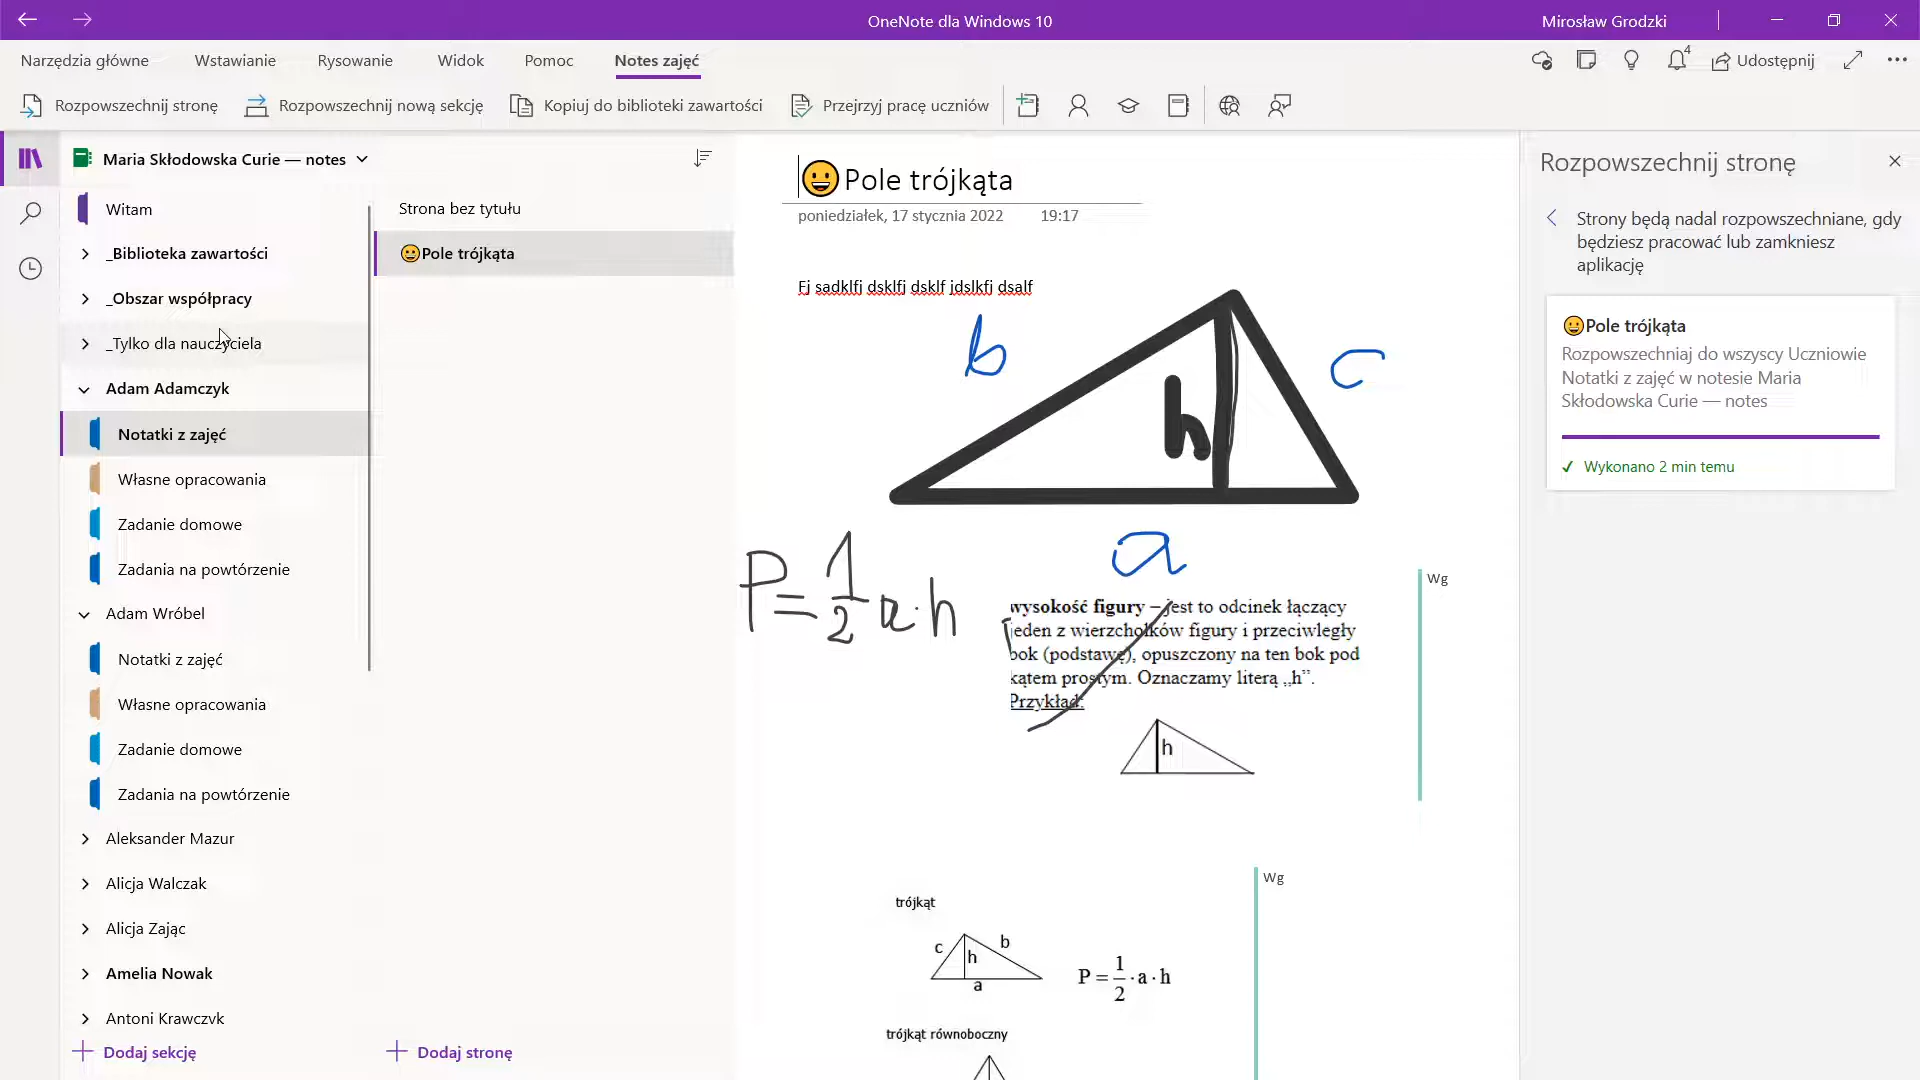 OneNote dla Windows 10
Mirosław Grodzki
Narzędzia główne
Wstawianie
Rysowanie
Widok
Pomoc
Notes zajęć
4
Udostępnij
Rozpowszechnij stronę
Rozpowszechnij nową sekcję
Kopiuj do biblioteki zawartości
Przejrzyj pracę uczniów
Maria Skłodowska Curie — notes
Witam
_Biblioteka zawartości
_Obszar współpracy
_Tylko dla nauczyciela
Adam Adamczyk
Notatki z zajęć
Własne opracowania
Zadanie domowe
Zadania na powtórzenie
Adam Wróbel
Notatki z zajęć
Własne opracowania
Zadanie domowe
Zadania na powtórzenie
Aleksander Mazur
Alicja Walczak
Alicja Zając
Amelia Nowak
Antoni Krawczyk
Dodaj sekcję
Strona bez tytułu
😀Pole trójkąta
Dodaj stronę
😀Pole trójkąta
poniedziałek, 17 stycznia 2022 19:17
Fj sadklfj dsklfj dsklf jdslkfj dsalf
b
c
h
a
P=1/2 a·h
wysokość figury – jest to odcinek łączący
jeden z wierzchołków figury i przeciwległy
bok (podstawę), opuszczony na ten bok pod
kątem prostym. Oznaczamy literą „h”.
Przykład:
h
Wg
Wg
trójkąt
c
b
h
a
P = 1/2 · a · h
trójkąt równoboczny
Rozpowszechnij stronę
Strony będą nadal rozpowszechniane, gdy
będziesz pracować lub zamkniesz
aplikację
😀Pole trójkąta
Rozpowszechniaj do wszyscy Uczniowie
Notatki z zajęć w notesie Maria
Skłodowska Curie — notes
✓ Wykonano 2 min temu